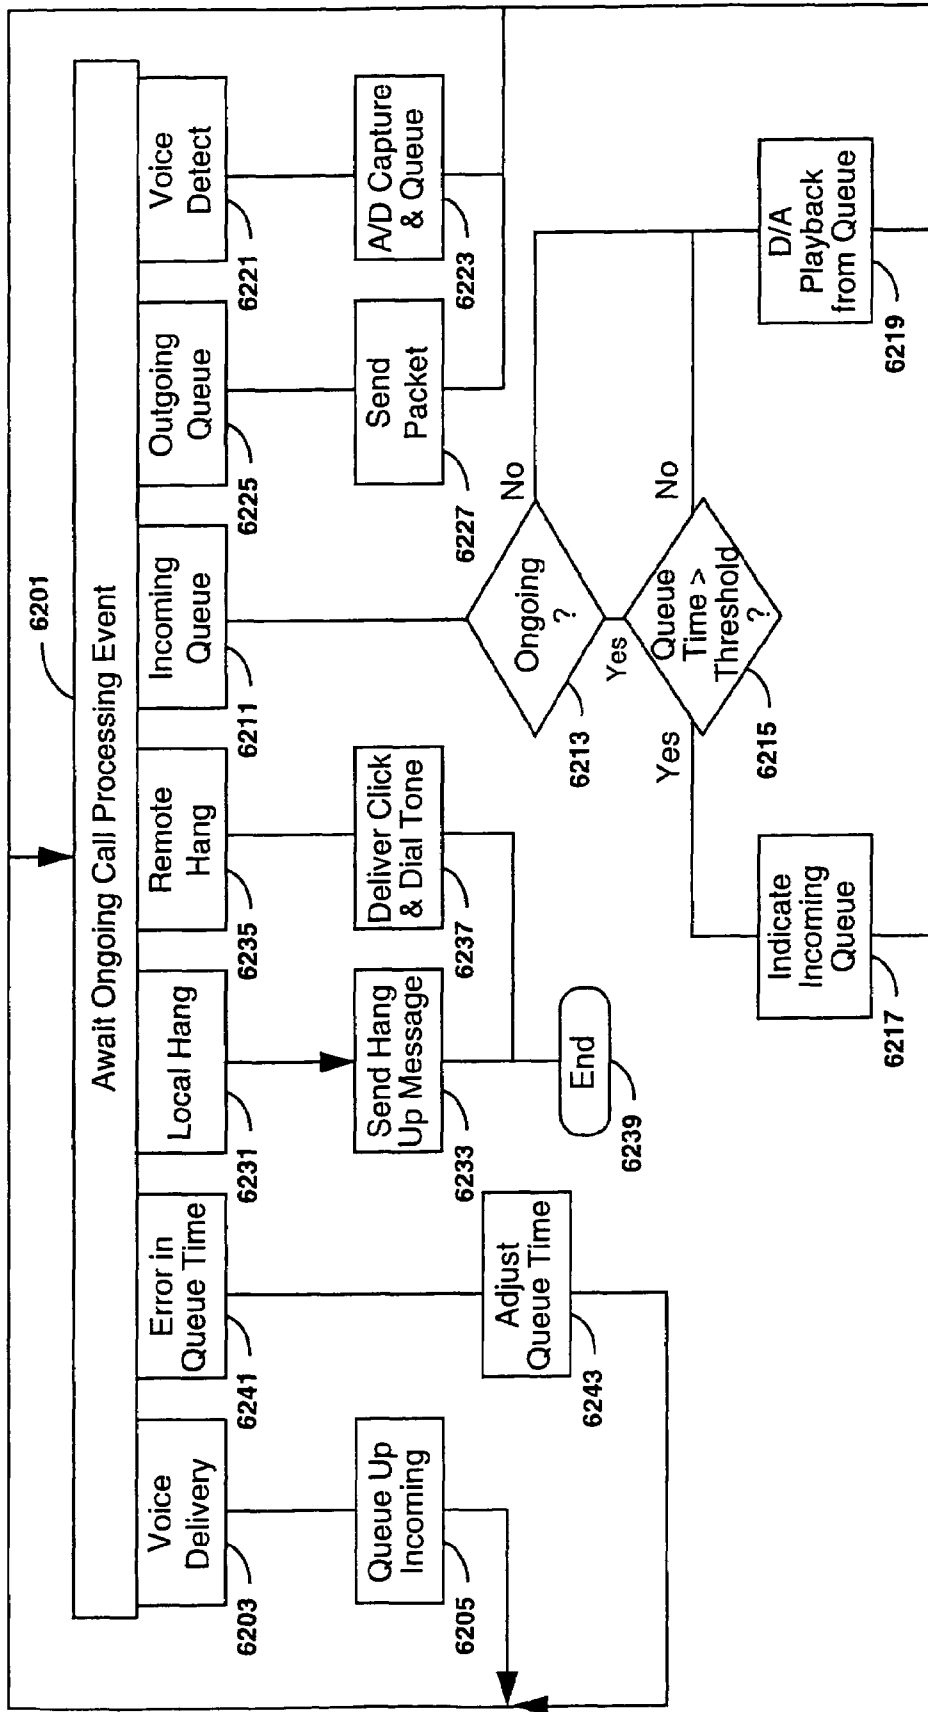 6201
Await Ongoing Call Processing Event
Voice
Delivery
6203
Error in
Queue Time
6241
Local Hang
6231
Remote
Hang
6235
Incoming
Queue
6211
Outgoing
Queue
6225
Voice
Detect
6221
Queue Up
Incoming
6205
Send Hang
Up Message
6233
Deliver Click
& Dial Tone
6237
Send
Packet
6227
A/D Capture
& Queue
6223
Adjust
Queue Time
6243
End
6239
Ongoing
?
6213
No
Yes
Queue
Time >
Threshold
?
6215
Yes
No
Indicate
Incoming
Queue
6217
D/A
Playback
from Queue
6219